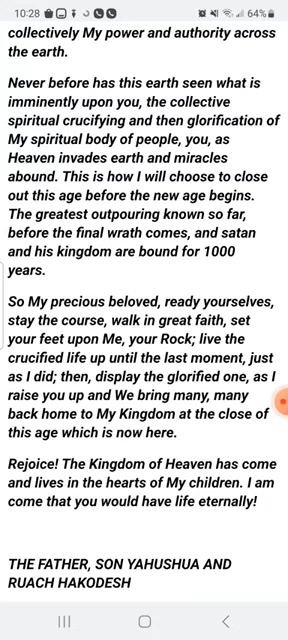 10:28
64%
collectively My power and authority across
the earth.
Never before has this earth seen what is
imminently upon you, the collective
spiritual crucifying and then glorification of
My spiritual body of people, you, as
Heaven invades earth and miracles
abound. This is how I will choose to close
out this age before the new age begins.
The greatest outpouring known so far,
before the final wrath comes, and satan
and his kingdom are bound for 1000
years.
So My precious beloved, ready yourselves,
stay the course, walk in great faith, set
your feet upon Me, your Rock; live the
crucified life up until the last moment, just
as I did; then, display the glorified one, as I
raise you up and We bring many, many
back home to My Kingdom at the close of
this age which is now here.
Rejoice! The Kingdom of Heaven has come
and lives in the hearts of My children. I am
come that you would have life eternally!
THE FATHER, SON YAHUSHUA AND
RUACH HAKODESH